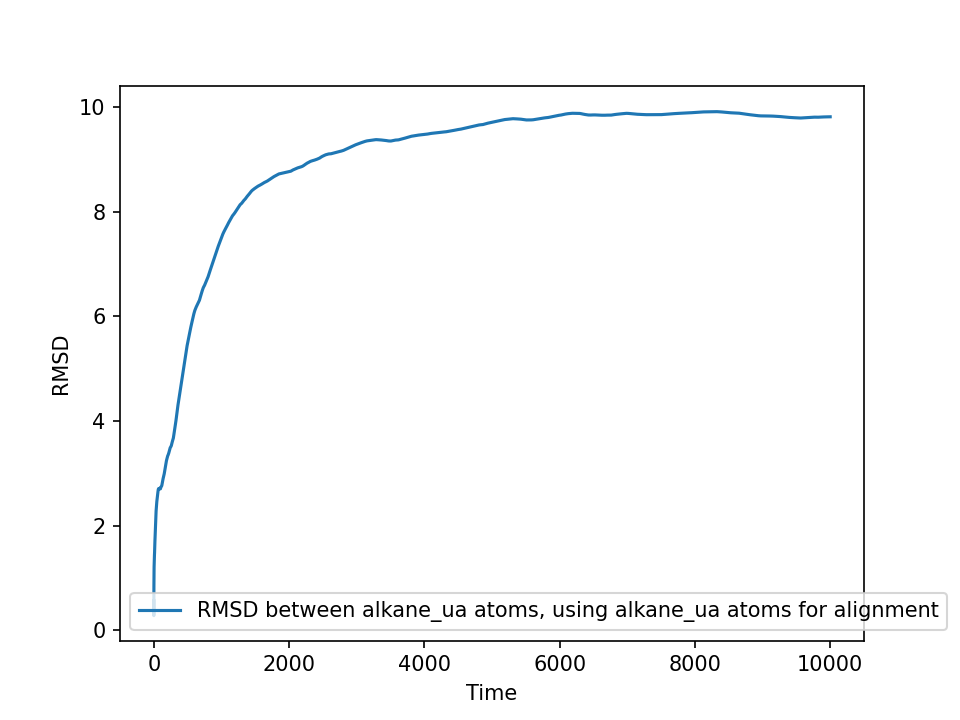 10
8
6
4
2
0
RMSD
RMSD between alkane_ua atoms, using alkane_ua atoms for alignment
0 2000 4000 6000 8000 10000
Time